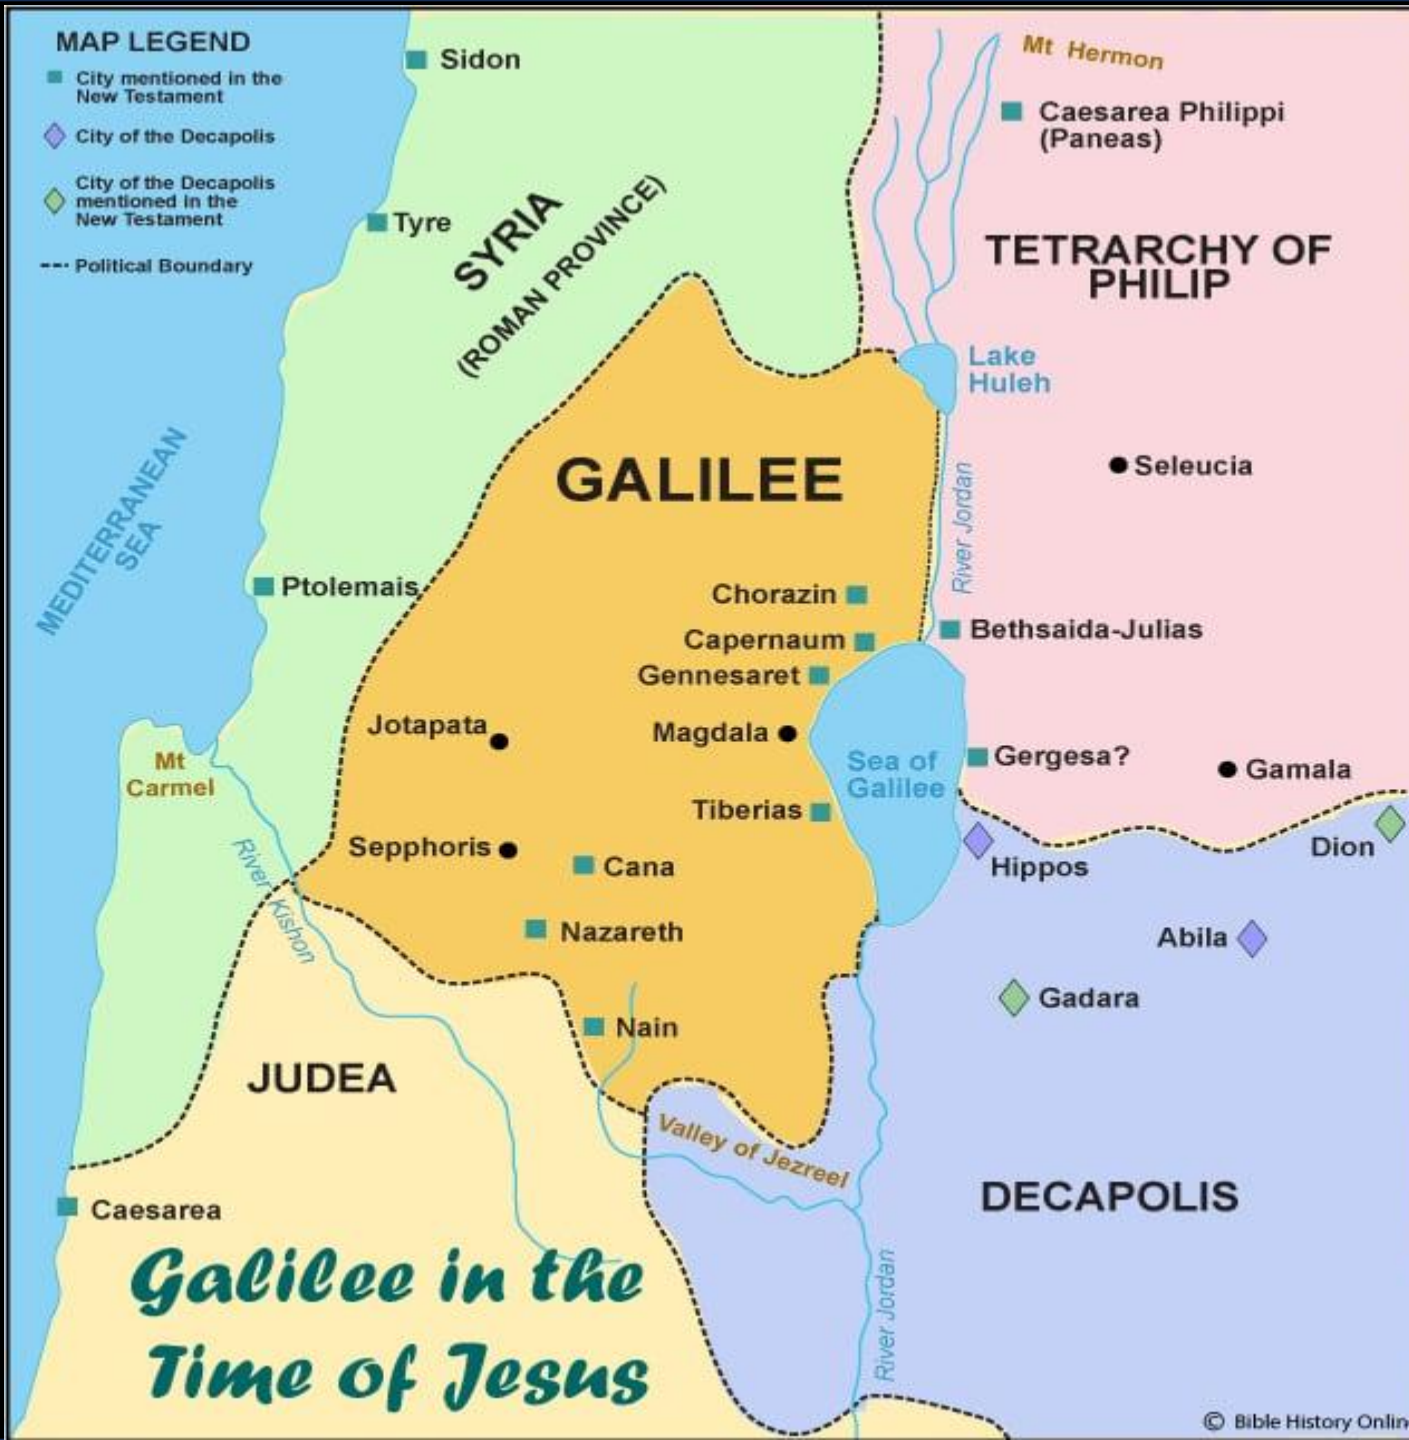 MAP LEGEND
City mentioned in the
New Testament
City of the Decapolis
City of the Decapolis
mentioned in the
New Testament
Political Boundary
Sidon
Mt Hermon
Caesarea Philippi
(Paneas)
Tyre
SYRIA
(ROMAN PROVINCE)
TETRARCHY OF
PHILIP
Lake
Huleh
MEDITERRANEAN
SEA
GALILEE
Seleucia
River Jordan
Ptolemais
Chorazin
Capernaum
Bethsaida-Julias
Gennesaret
Jotapata
Magdala
Mt
Carmel
Sea of
Galilee
Gergesa?
Gamala
Tiberias
Sepphoris
Cana
Hippos
Dion
River Kishon
Nazareth
Abila
Gadara
Nain
JUDEA
Valley of Jezreel
DECAPOLIS
Caesarea
River Jordan
Galilee in the
Time of Jesus
© Bible History Onlin